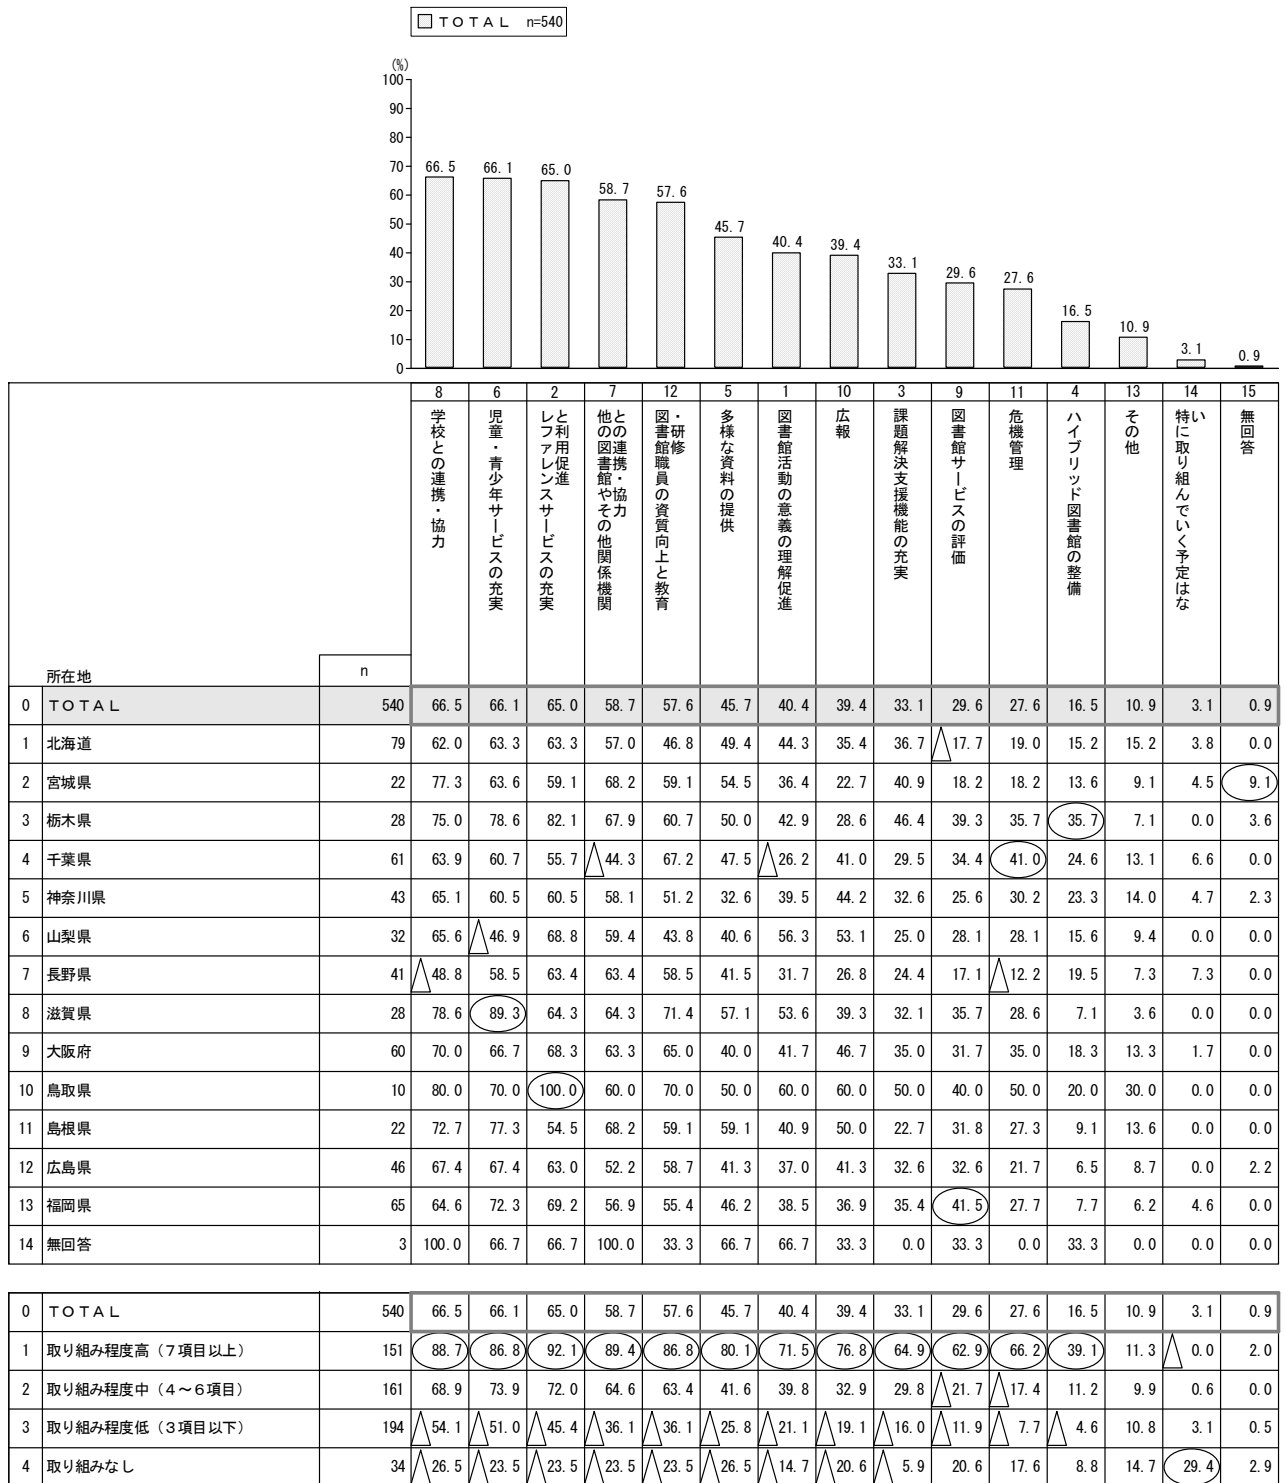 ＴＯＴＡＬ n=540
(%)
100
90
80
70
60
50
40
30
20
10
0
66.5 66.1 65.0 58.7 57.6 45.7 40.4 39.4 33.1 29.6 27.6 16.5 10.9 3.1 0.9
8 6 2 7 12 5 1 10 3 9 11 4 13 14 15
学校との連携・協力
児童・青少年サービスの充実
レファレンスサービスの充実
と利用促進
他の図書館やその他関係機関
との連携・協力
図書館職員の資質向上と教育
・研修
多様な資料の提供
図書館活動の意義の理解促進
広報
課題解決支援機能の充実
図書館サービスの評価
危機管理
ハイブリッド図書館の整備
その他
特に取り組んでいく予定はな
い
無回答
所在地 n
0 ＴＯＴＡＬ 540 66.5 66.1 65.0 58.7 57.6 45.7 40.4 39.4 33.1 29.6 27.6 16.5 10.9 3.1 0.9
1 北海道 79 62.0 63.3 63.3 57.0 46.8 49.4 44.3 35.4 36.7 17.7 19.0 15.2 15.2 3.8 0.0
2 宮城県 22 77.3 63.6 59.1 68.2 59.1 54.5 36.4 22.7 40.9 18.2 18.2 13.6 9.1 4.5 9.1
3 栃木県 28 75.0 78.6 82.1 67.9 60.7 50.0 42.9 28.6 46.4 39.3 35.7 35.7 7.1 0.0 3.6
4 千葉県 61 63.9 60.7 55.7 44.3 67.2 47.5 26.2 41.0 29.5 34.4 41.0 24.6 13.1 6.6 0.0
5 神奈川県 43 65.1 60.5 60.5 58.1 51.2 32.6 39.5 44.2 32.6 25.6 30.2 23.3 14.0 4.7 2.3
6 山梨県 32 65.6 46.9 68.8 59.4 43.8 40.6 56.3 53.1 25.0 28.1 28.1 15.6 9.4 0.0 0.0
7 長野県 41 48.8 58.5 63.4 63.4 58.5 41.5 31.7 26.8 24.4 17.1 12.2 19.5 7.3 7.3 0.0
8 滋賀県 28 78.6 89.3 64.3 64.3 71.4 57.1 53.6 39.3 32.1 35.7 28.6 7.1 3.6 0.0 0.0
9 大阪府 60 70.0 66.7 68.3 63.3 65.0 40.0 41.7 46.7 35.0 31.7 35.0 18.3 13.3 1.7 0.0
10 鳥取県 10 80.0 70.0 100.0 60.0 70.0 50.0 60.0 60.0 50.0 40.0 50.0 20.0 30.0 0.0 0.0
11 島根県 22 72.7 77.3 54.5 68.2 59.1 59.1 40.9 50.0 22.7 31.8 27.3 9.1 13.6 0.0 0.0
12 広島県 46 67.4 67.4 63.0 52.2 58.7 41.3 37.0 41.3 32.6 32.6 21.7 6.5 8.7 0.0 2.2
13 福岡県 65 64.6 72.3 69.2 56.9 55.4 46.2 38.5 36.9 35.4 41.5 27.7 7.7 6.2 4.6 0.0
14 無回答 3 100.0 66.7 66.7 100.0 33.3 66.7 66.7 33.3 0.0 33.3 0.0 33.3 0.0 0.0 0.0
0 ＴＯＴＡＬ 540 66.5 66.1 65.0 58.7 57.6 45.7 40.4 39.4 33.1 29.6 27.6 16.5 10.9 3.1 0.9
1 取り組み程度高（７項目以上） 151 88.7 86.8 92.1 89.4 86.8 80.1 71.5 76.8 64.9 62.9 66.2 39.1 11.3 0.0 2.0
2 取り組み程度中（４～６項目） 161 68.9 73.9 72.0 64.6 63.4 41.6 39.8 32.9 29.8 21.7 17.4 11.2 9.9 0.6 0.0
3 取り組み程度低（３項目以下） 194 54.1 51.0 45.4 36.1 36.1 25.8 21.1 19.1 16.0 11.9 7.7 4.6 10.8 3.1 0.5
4 取り組みなし 34 26.5 23.5 23.5 23.5 23.5 26.5 14.7 20.6 5.9 20.6 17.6 8.8 14.7 29.4 2.9